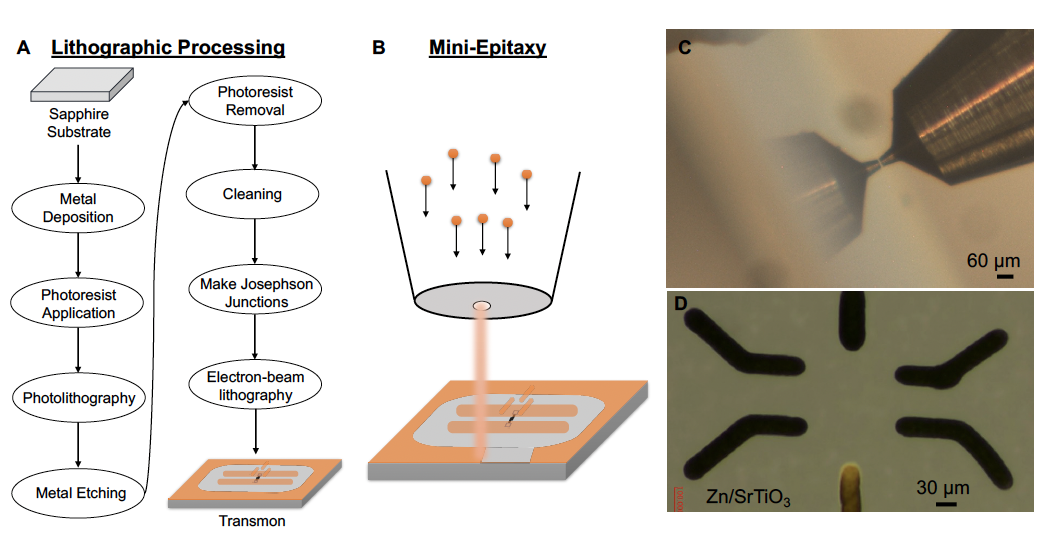 A Lithographic Processing
Sapphire
Substrate
Metal
Deposition
Photoresist
Application
Photolithography
Metal Etching
Photoresist
Removal
Cleaning
Make Josephson
Junctions
Electron-beam
lithography
Transmon
B Mini-Epitaxy
C
60 μm
D
Zn/SrTiO₃
30 μm